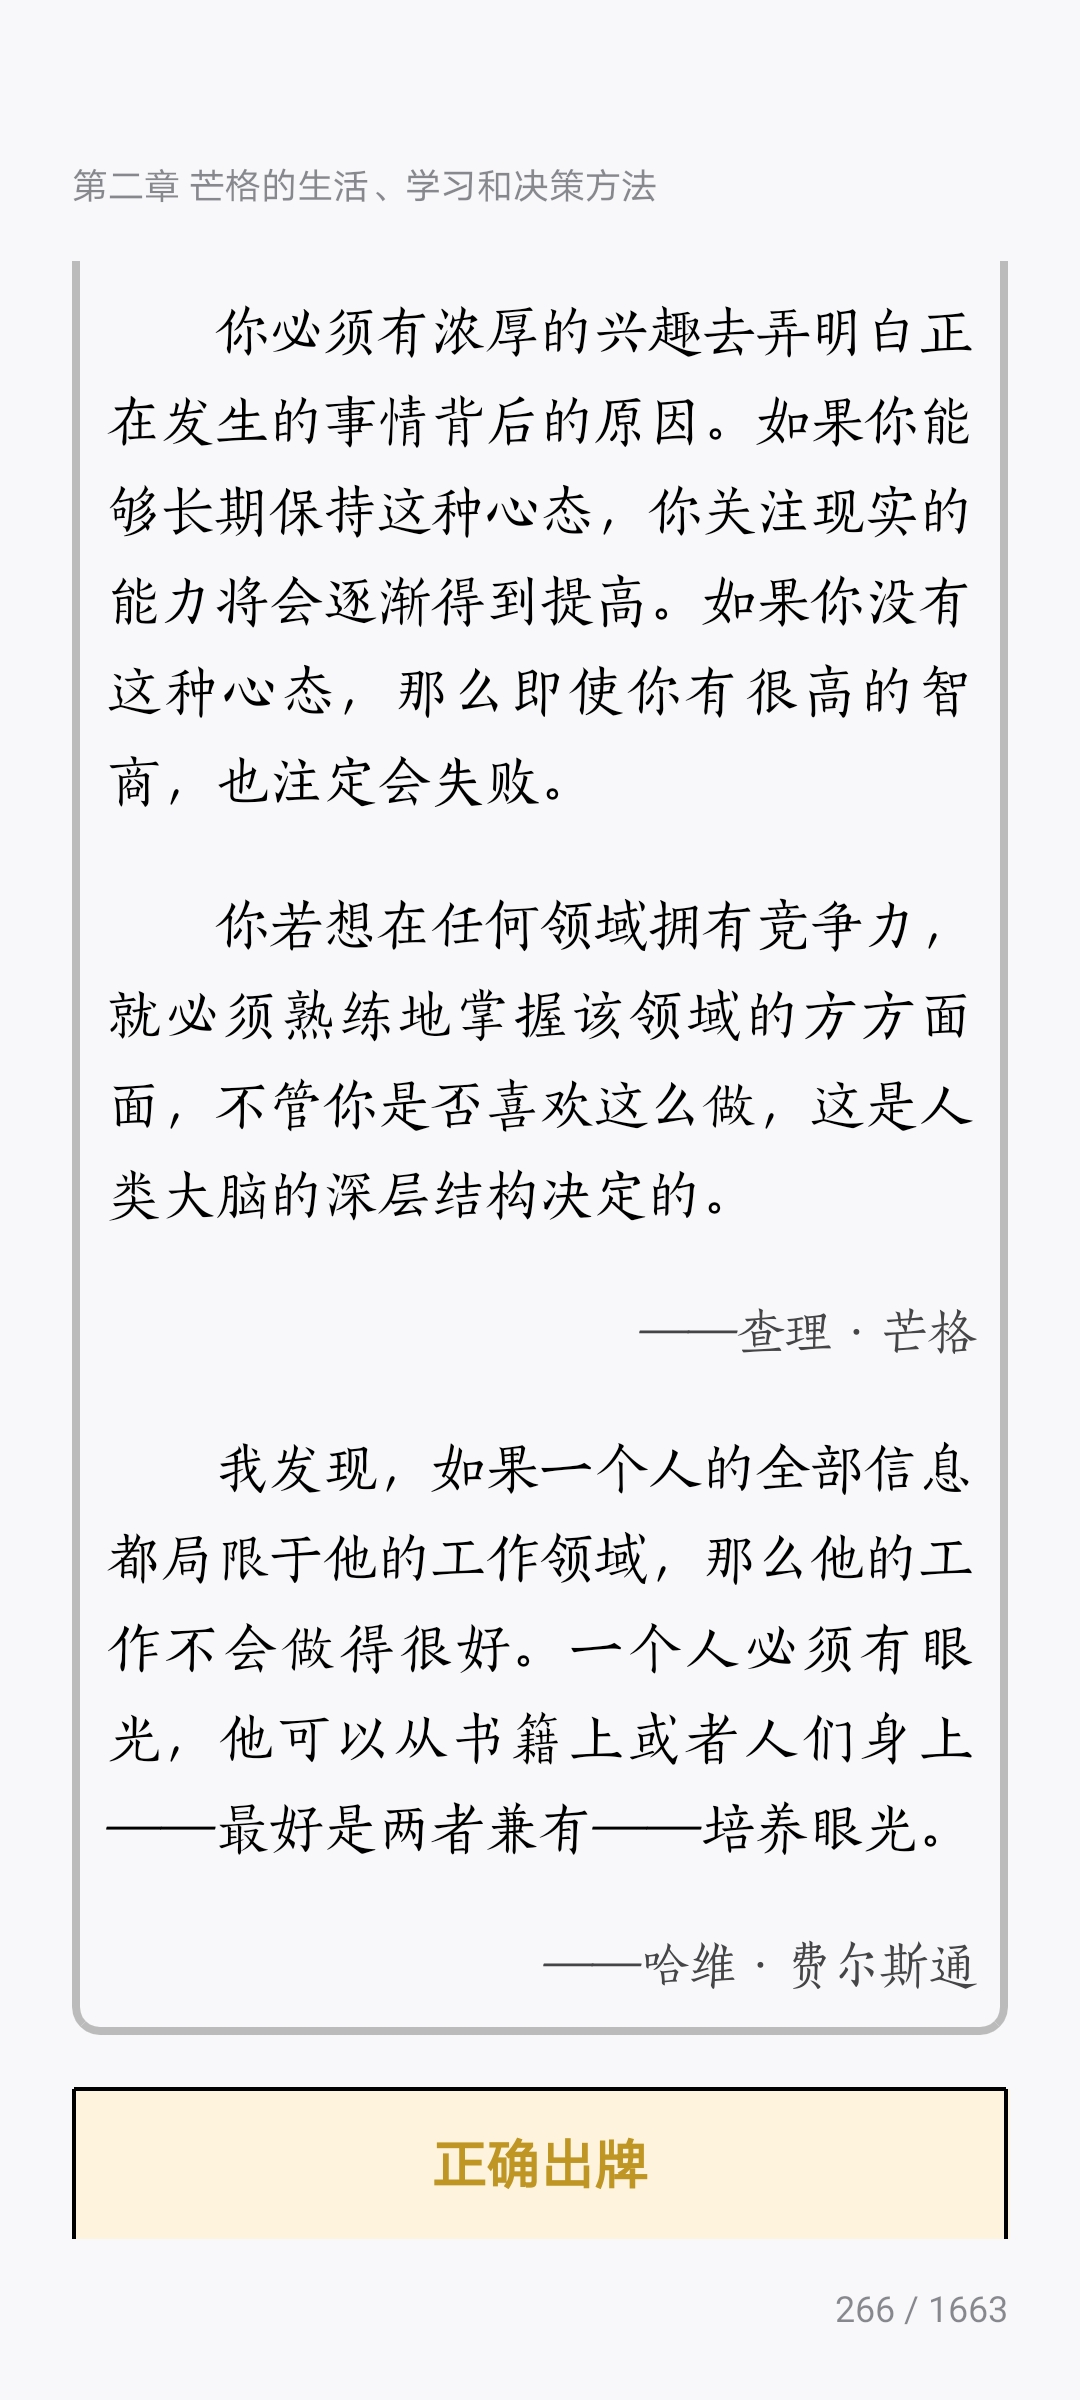 第二章 芒格的生活、学习和决策方法
你必须有浓厚的兴趣去弄明白正
在发生的事情背后的原因。如果你能
够长期保持这种心态，你关注现实的
能力将会逐渐得到提高。如果你没有
这种心态，那么即使你有很高的智
商，也注定会失败。
你若想在任何领域拥有竞争力，
就必须熟练地掌握该领域的方方面
面，不管你是否喜欢这么做，这是人
类大脑的深层结构决定的。
——查理·芒格
我发现，如果一个人的全部信息
都局限于他的工作领域，那么他的工
作不会做得很好。一个人必须有眼
光，他可以从书籍上或者人们身上
——最好是两者兼有——培养眼光。
——哈维·费尔斯通
正确出牌
266 / 1663